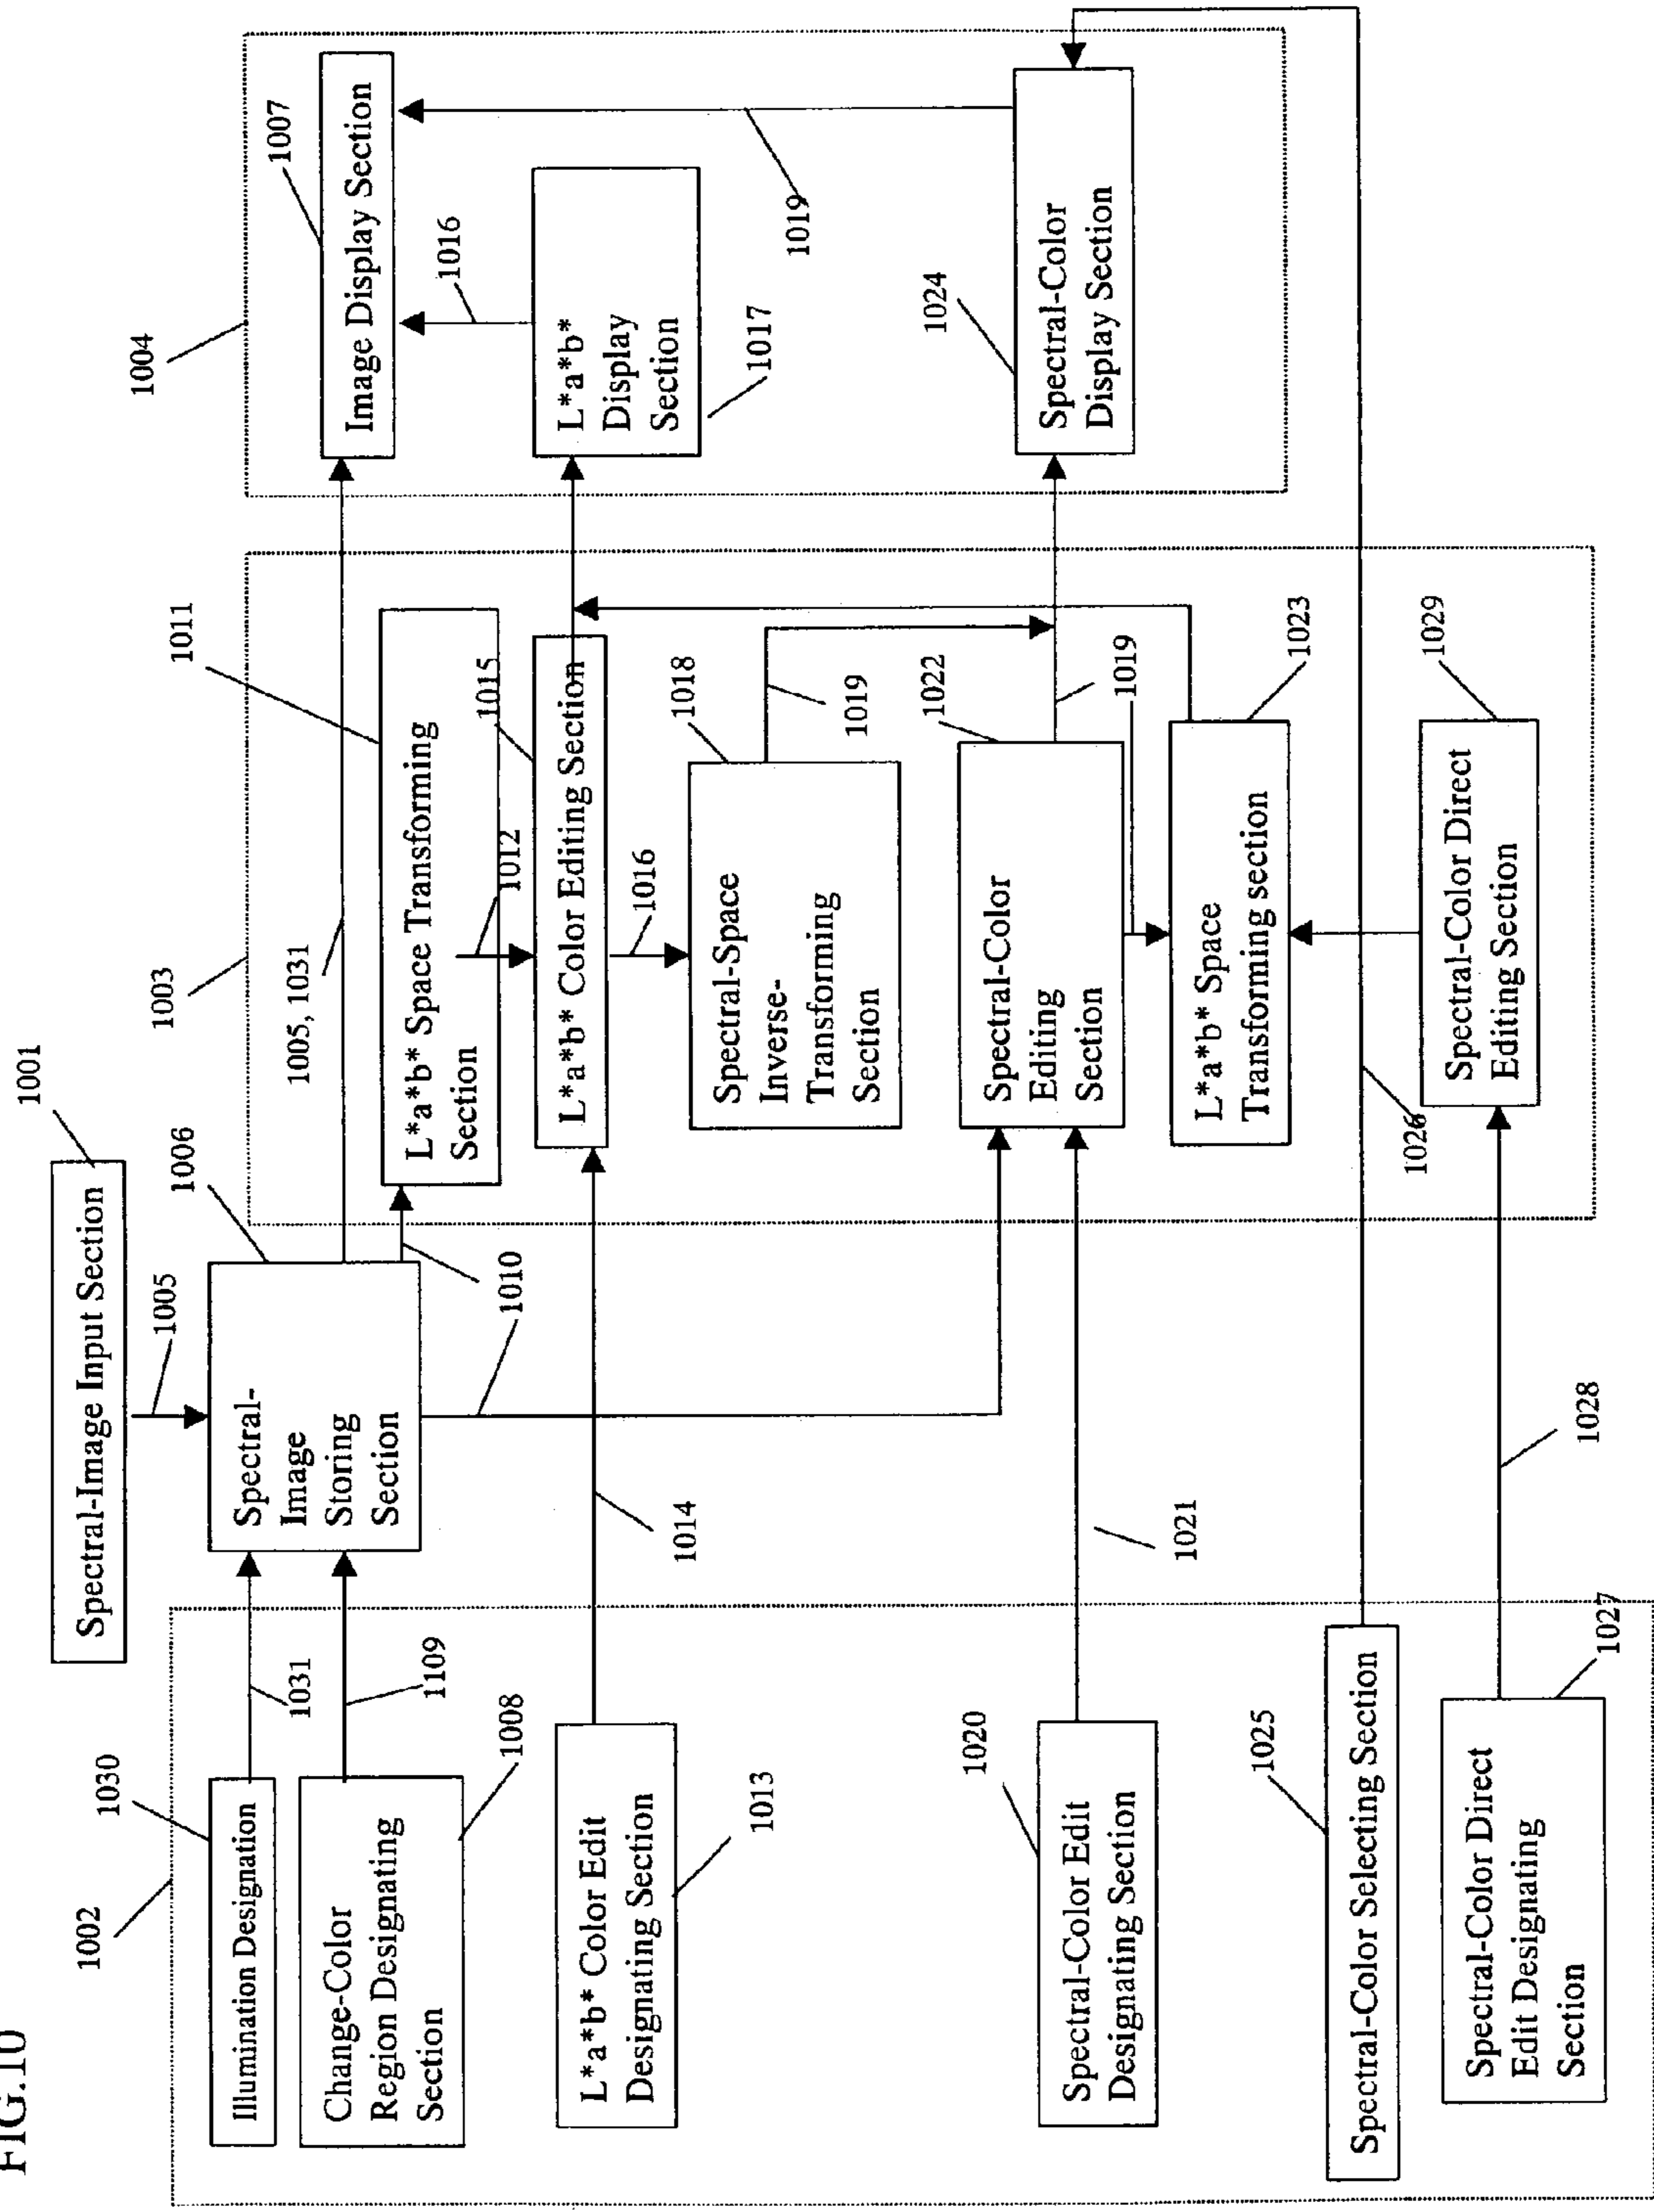 FIG.10
1001
Spectral-Image Input Section
1005
1002
1030
Illumination Designation
1031
Change-Color
Region Designating
Section
1109
1008
1006
Spectral-
Image
Storing
Section
1010
L*a*b* Color Edit
Designating Section
1013
1014
1020
Spectral-Color Edit
Designating Section
1021
1025
Spectral-Color Selecting Section
1026
Spectral-Color Direct
Edit Designating
Section
1027
1028
1003
1005, 1031
1011
L*a*b* Space Transforming
Section
1012
1015
L*a*b* Color Editing Section
1016
1018
Spectral-Space
Inverse-
Transforming
Section
1019
1022
Spectral-Color
Editing
Section
1019
L*a*b* Space
Transforming section
1023
Spectral-Color Direct
Editing Section
1029
1004
1007
Image Display Section
1016
L*a*b*
Display
Section
1017
1019
1024
Spectral-Color
Display Section